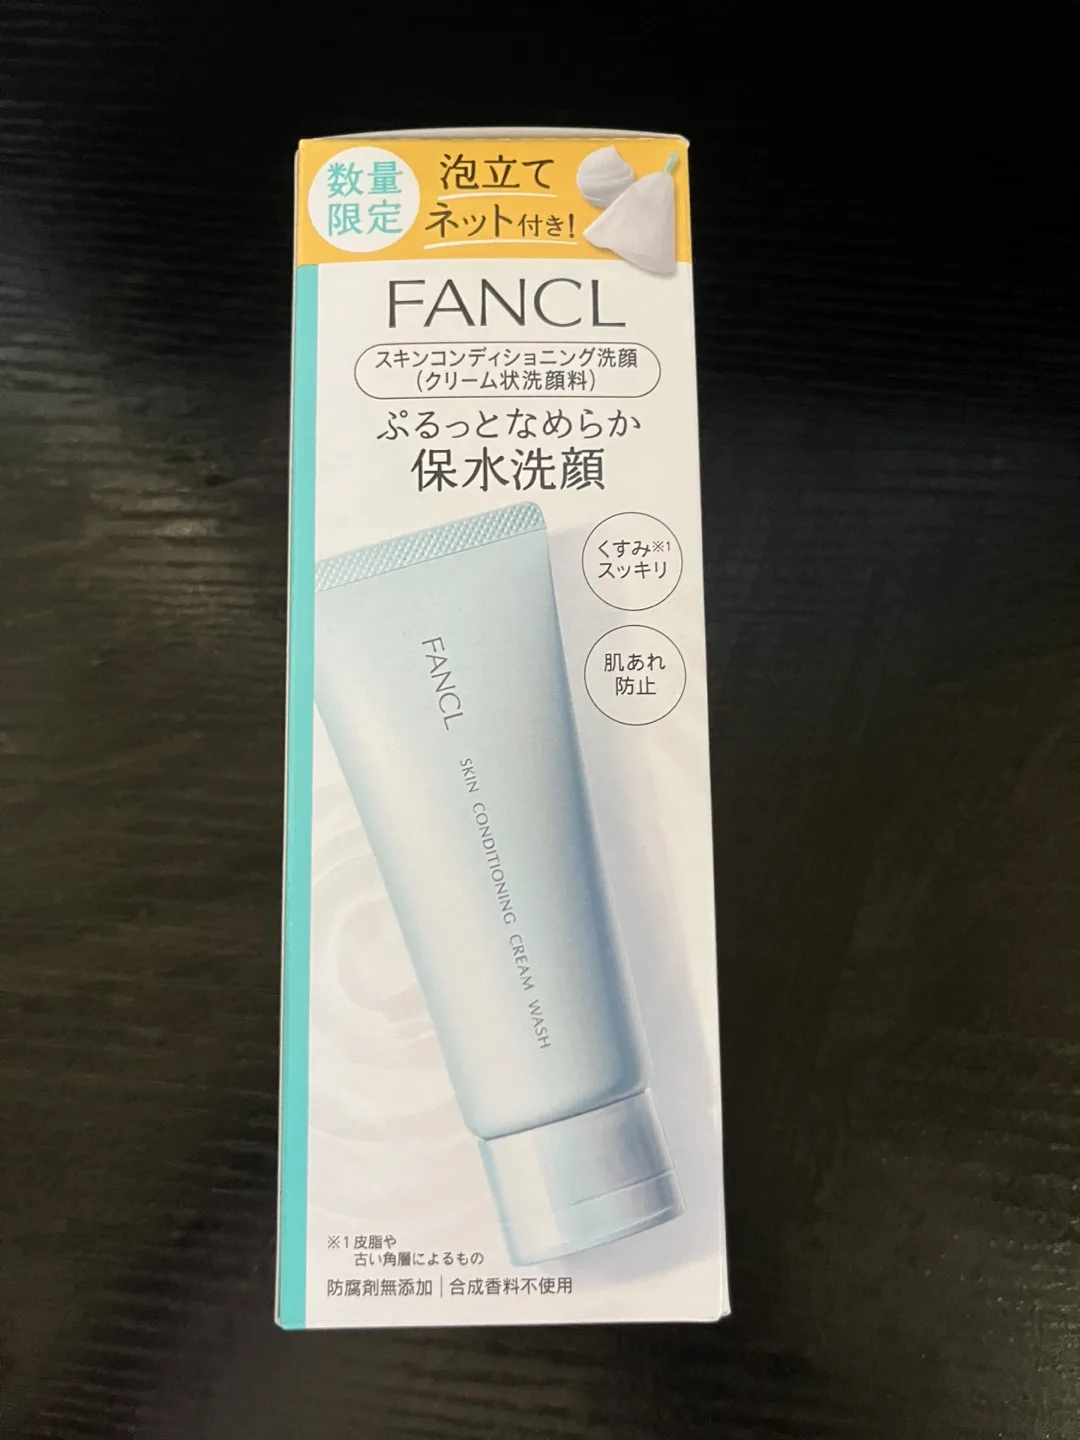 数量
限定
泡立て
ネット付き!
FANCL
スキンコンディショニング洗顔
(クリーム状洗顔料)
ぷるっとなめらか
保水洗顔
くすみ※1
スッキリ
肌あれ
防止
FANCL
SKIN CONDITIONING CREAM WASH
※1 皮脂や
古い角層によるもの
防腐剤無添加|合成香料不使用